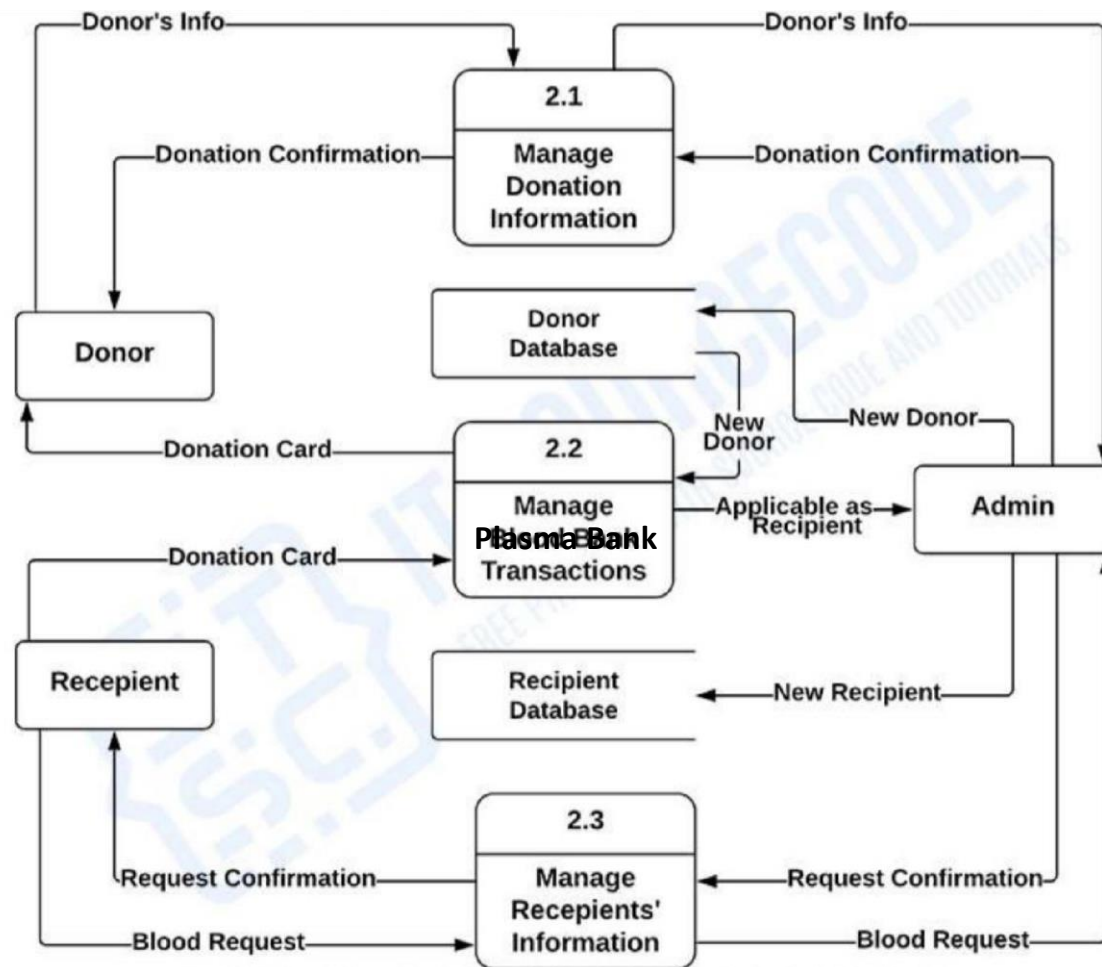 Donor's Info
Donor's Info
2.1
Manage
Donation
Information
Donation Confirmation
Donation Confirmation
Donor
Database
Donor
New Donor
New
Donor
Donation Card
2.2
Manage
Plasma Bank
Transactions
Applicable as
Recipient
Admin
Donation Card
Recepient
Recipient
Database
New Recipient
2.3
Manage
Recepients'
Information
Request Confirmation
Request Confirmation
Blood Request
Blood Request